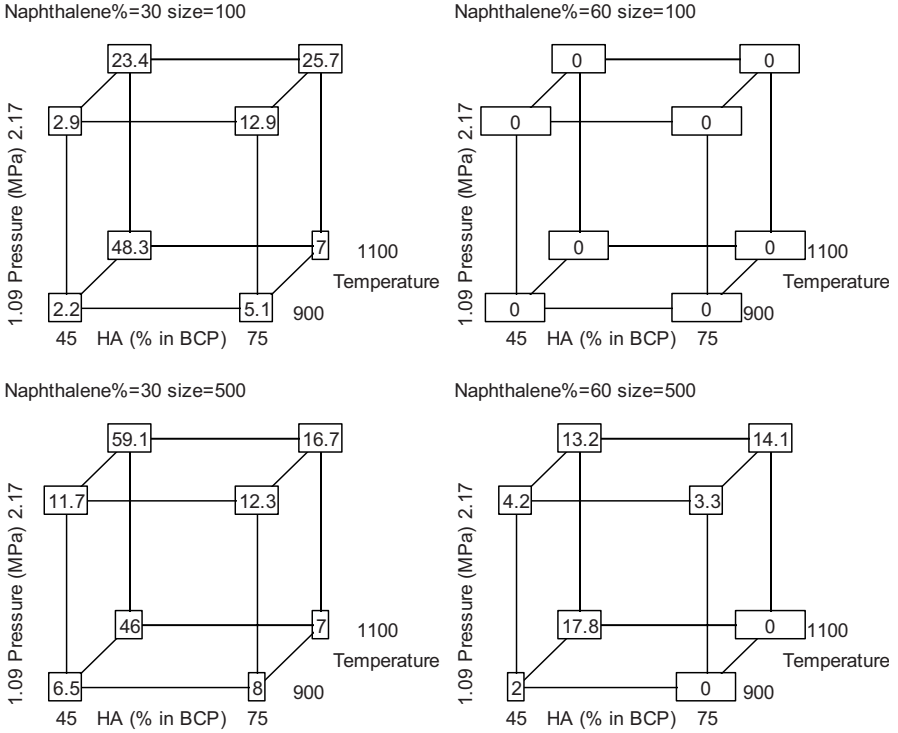 Naphthalene%=30 size=100
23.4 25.7
2.9 12.9
48.3 7
2.2 5.1
1.09 Pressure (MPa) 2.17
1100
Temperature
900
45 HA (% in BCP) 75
Naphthalene%=60 size=100
0 0
0 0
0 0
0 0
1.09 Pressure (MPa) 2.17
1100
Temperature
900
45 HA (% in BCP) 75
Naphthalene%=30 size=500
59.1 16.7
11.7 12.3
46 7
6.5 8
1.09 Pressure (MPa) 2.17
1100
Temperature
900
45 HA (% in BCP) 75
Naphthalene%=60 size=500
13.2 14.1
4.2 3.3
17.8 0
2 0
1.09 Pressure (MPa) 2.17
1100
Temperature
900
45 HA (% in BCP) 75